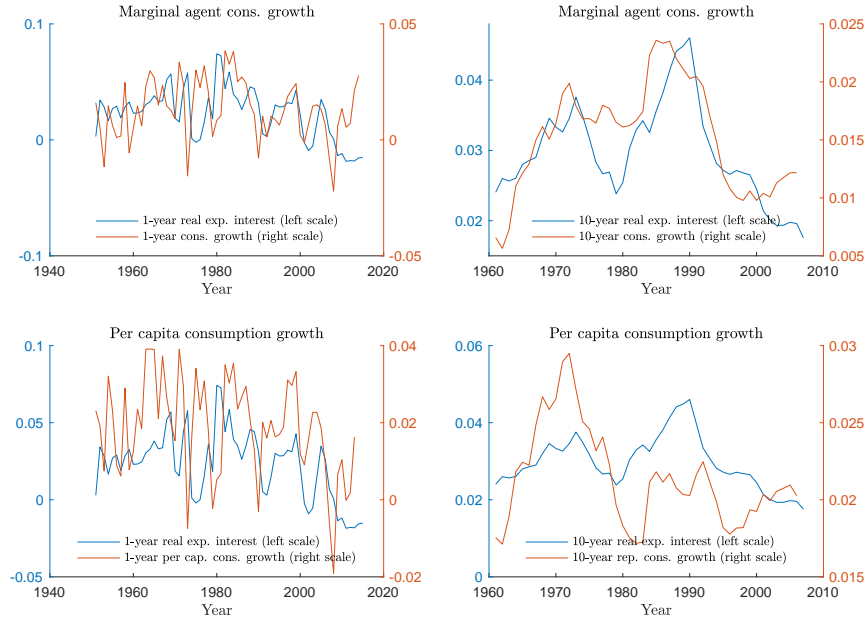 Marginal agent cons. growth
0.1
0
-0.1
0.05
0
-0.05
1-year real exp. interest (left scale)
1-year cons. growth (right scale)
1940 1960 1980 2000 2020
Year
Marginal agent cons. growth
0.04
0.03
0.02
0.025
0.02
0.015
0.01
0.005
10-year real exp. interest (left scale)
10-year cons. growth (right scale)
1960 1970 1980 1990 2000 2010
Year
Per capita consumption growth
0.1
0.05
0
-0.05
0.04
0.02
0
-0.02
1-year real exp. interest (left scale)
1-year per cap. cons. growth (right scale)
1940 1960 1980 2000 2020
Year
Per capita consumption growth
0.06
0.04
0.02
0
0.03
0.025
0.02
0.015
10-year real exp. interest (left scale)
10-year rep. cons. growth (right scale)
1960 1970 1980 1990 2000 2010
Year